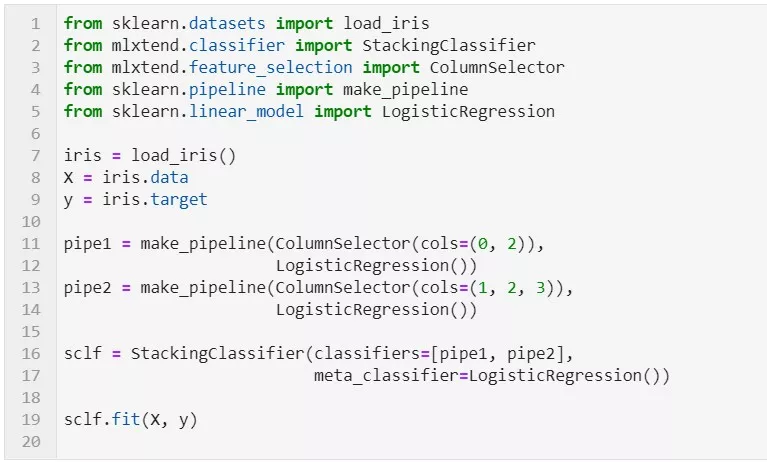 1 from sklearn.datasets import load_iris
2 from mlxtend.classifier import StackingClassifier
3 from mlxtend.feature_selection import ColumnSelector
4 from sklearn.pipeline import make_pipeline
5 from sklearn.linear_model import LogisticRegression
6
7 iris = load_iris()
8 X = iris.data
9 y = iris.target
10
11 pipe1 = make_pipeline(ColumnSelector(cols=(0, 2)),
12                       LogisticRegression())
13 pipe2 = make_pipeline(ColumnSelector(cols=(1, 2, 3)),
14                       LogisticRegression())
15
16 sclf = StackingClassifier(classifiers=[pipe1, pipe2],
17                           meta_classifier=LogisticRegression())
18
19 sclf.fit(X, y)
20